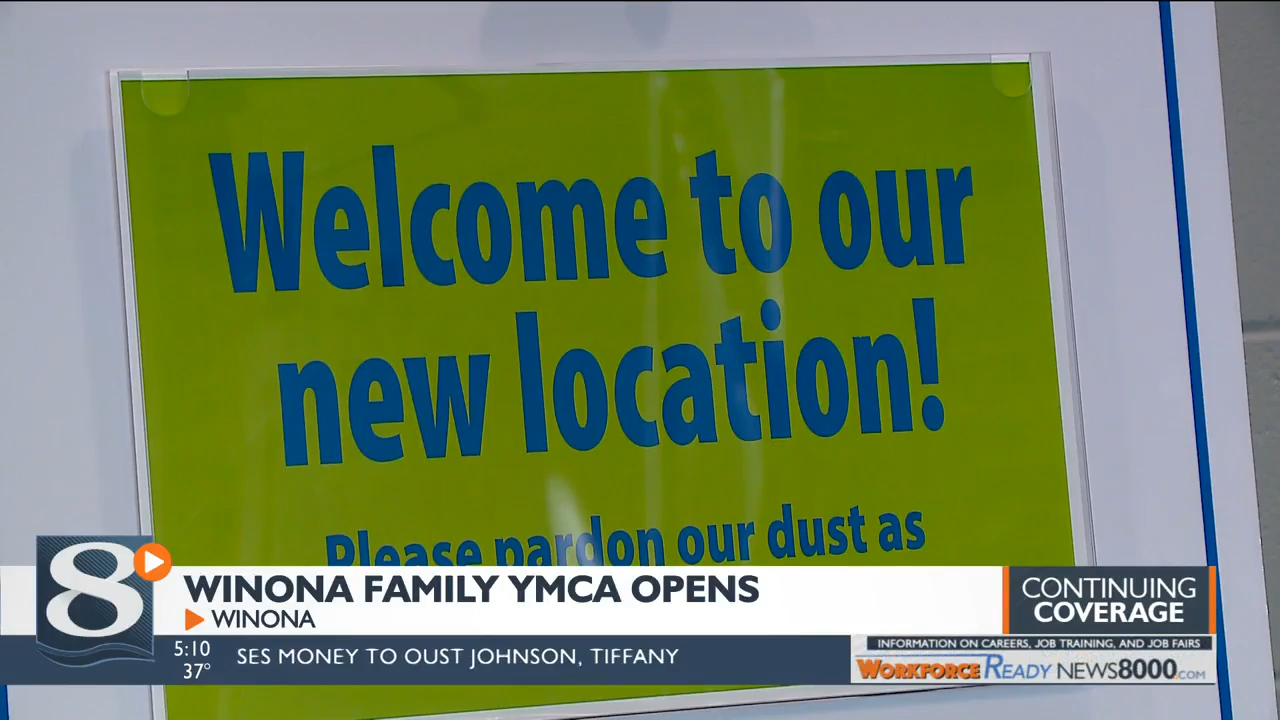 Welcome to our
new location!
Please pardon our dust as
8
WINONA FAMILY YMCA OPENS
WINONA
CONTINUING
COVERAGE
5:10
37°
SES MONEY TO OUST JOHNSON, TIFFANY
INFORMATION ON CAREERS, JOB TRAINING, AND JOB FAIRS
WORKFORCE READY NEWS8000.COM